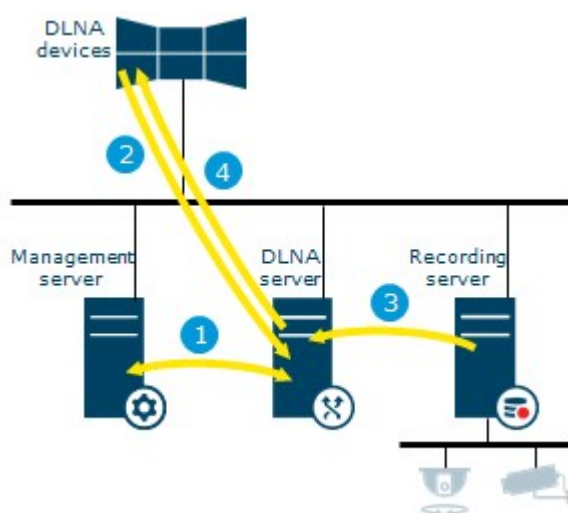 DLNA
devices
2
4
Management
server
DLNA
server
Recording
server
1
3